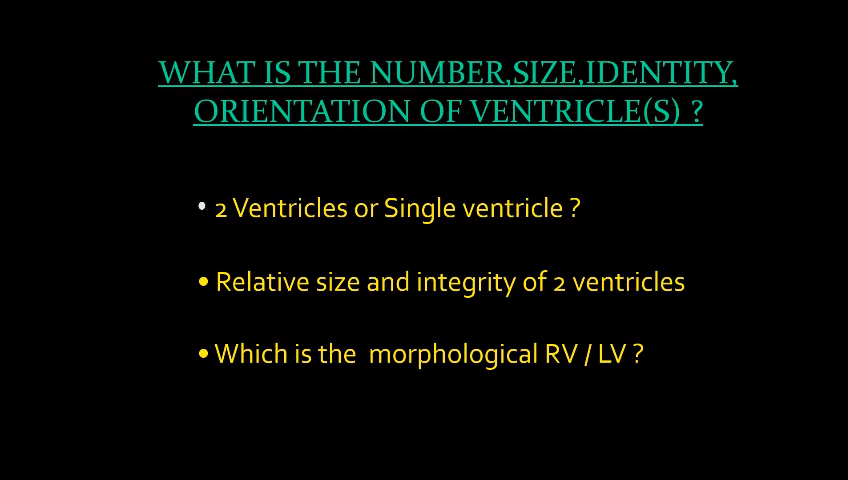 WHAT IS THE NUMBER,SIZE,IDENTITY,
ORIENTATION OF VENTRICLE(S) ?
• 2 Ventricles or Single ventricle ?
• Relative size and integrity of 2 ventricles
• Which is the  morphological RV / LV ?